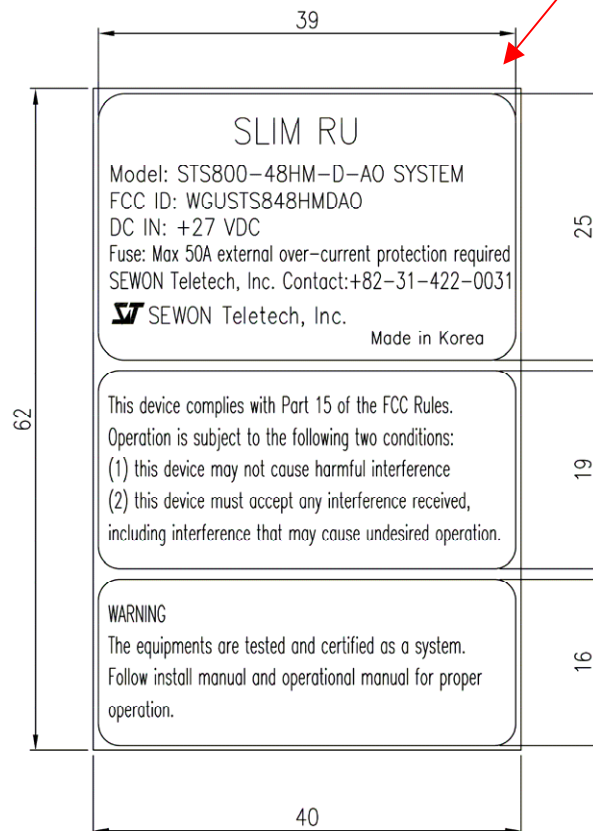 39
SLIM RU
Model: STS800-48HM-D-AO SYSTEM
FCC ID: WGUSTS848HMDAO
DC IN: +27 VDC
Fuse: Max 50A external over-current protection required
SEWON Teletech, Inc. Contact:+82-31-422-0031
ST SEWON Teletech, Inc.
Made in Korea
25
62
This device complies with Part 15 of the FCC Rules.
Operation is subject to the following two conditions:
(1) this device may not cause harmful interference
(2) this device must accept any interference received,
including interference that may cause undesired operation.
19
WARNING
The equipments are tested and certified as a system.
Follow install manual and operational manual for proper
operation.
16
40